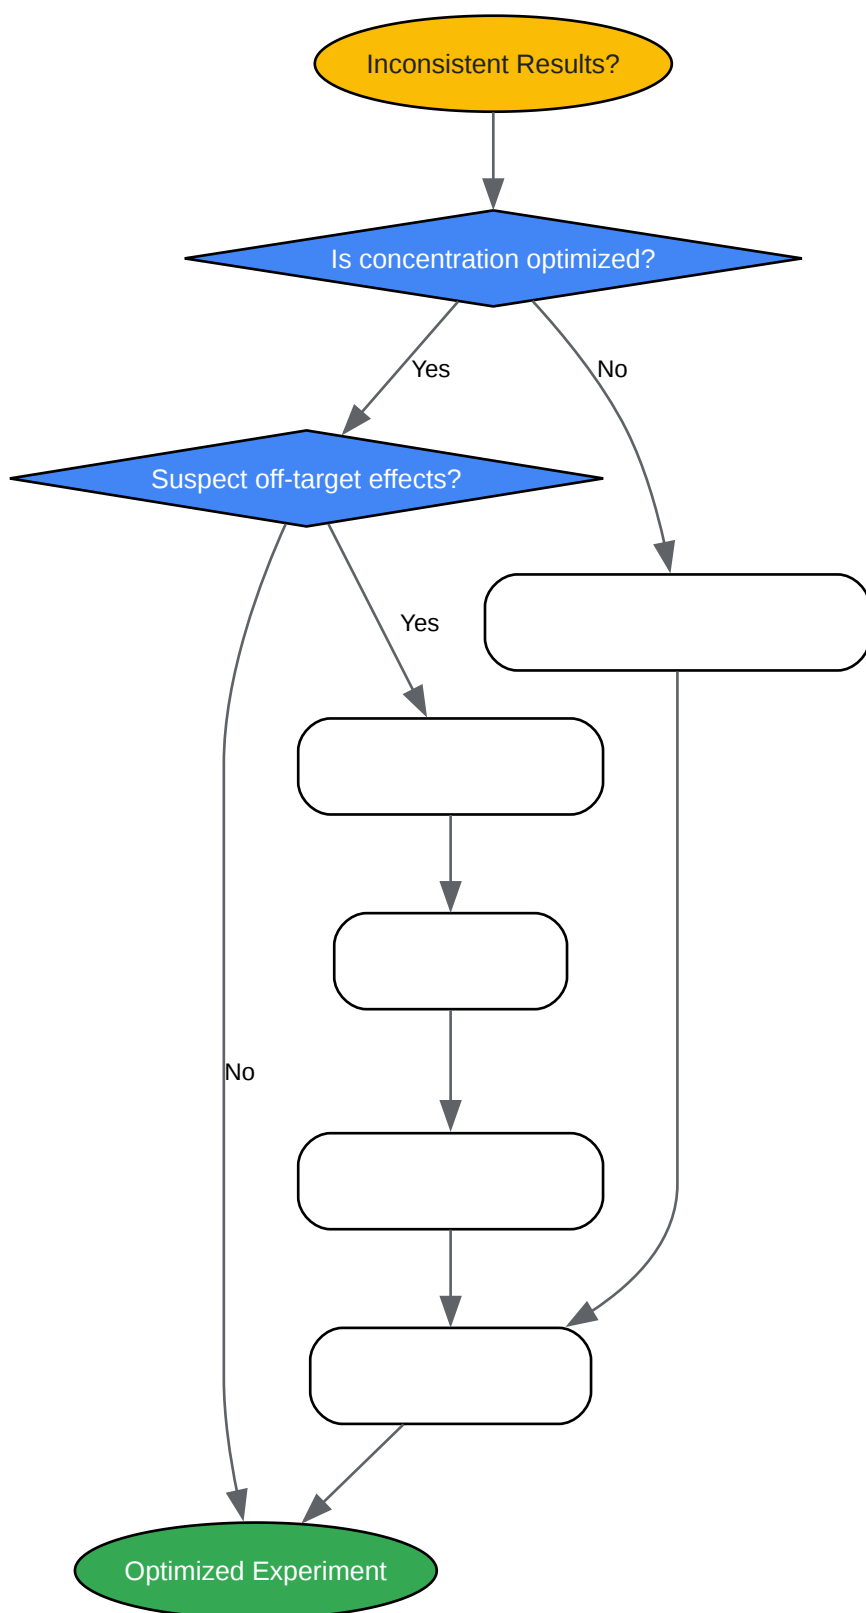 Inconsistent Results?
Is concentration optimized?
Yes
No
Suspect off-target effects?
Yes
No
Optimized Experiment